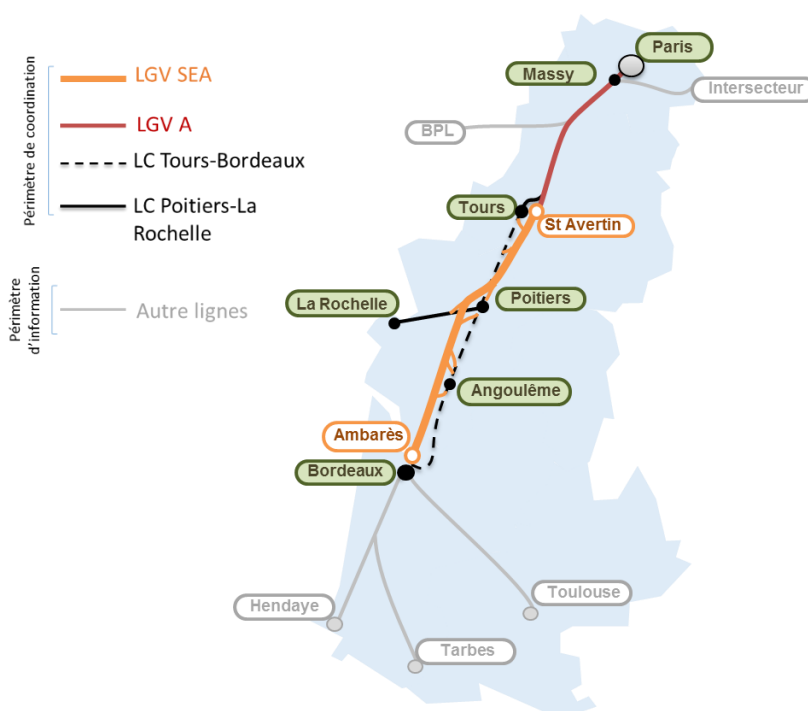 Périmètre de coordination
LGV SEA
LGV A
LC Tours-Bordeaux
LC Poitiers-La
Rochelle
Périmètre
d'information
Autre lignes
Paris
Massy
Intersecteur
BPL
Tours
St Avertin
La Rochelle
Poitiers
Angoulême
Ambarès
Bordeaux
Hendaye
Toulouse
Tarbes